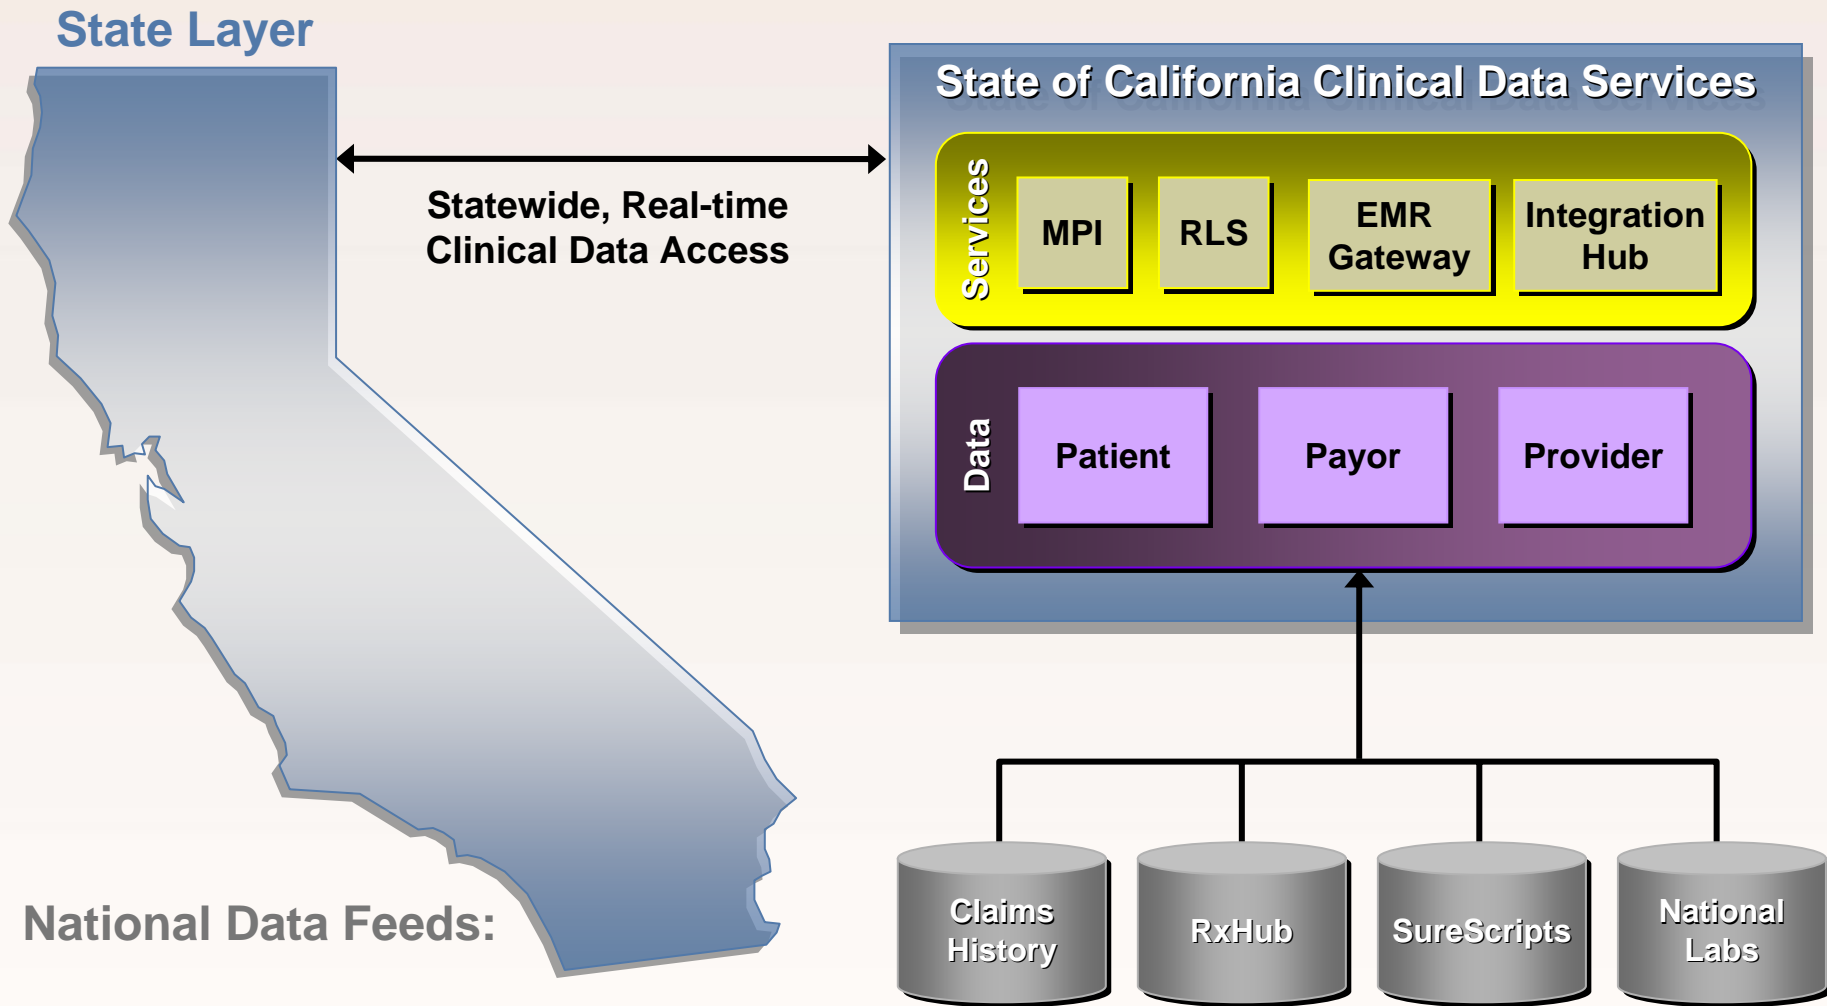 State Layer
State of California Clinical Data Services
Statewide, Real-time
Clinical Data Access
Services
MPI
RLS
EMR
Gateway
Integration
Hub
Data
Patient
Payor
Provider
National Data Feeds:
Claims
History
RxHub
SureScripts
National
Labs